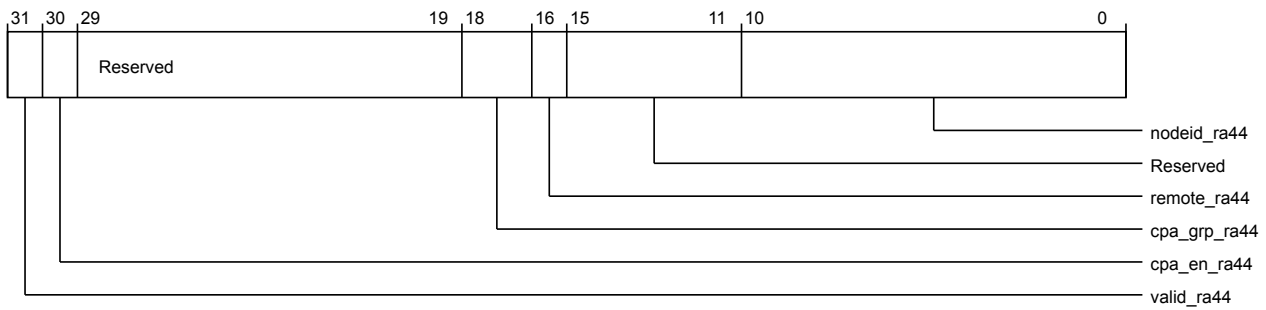 31 30 29 19 18 16 15 11 10 0
Reserved
nodeid_ra44
Reserved
remote_ra44
cpa_grp_ra44
cpa_en_ra44
valid_ra44